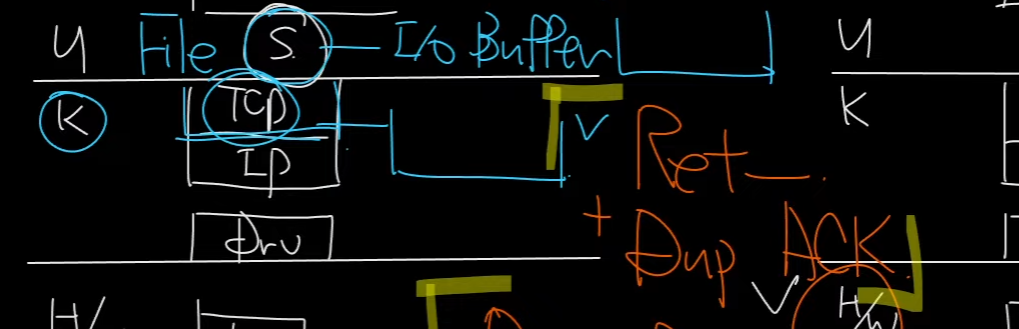 U File S. I/O Buffer U
K TCP V Ret K
IP
+ Dup ACK
Drv
H/ V H/W